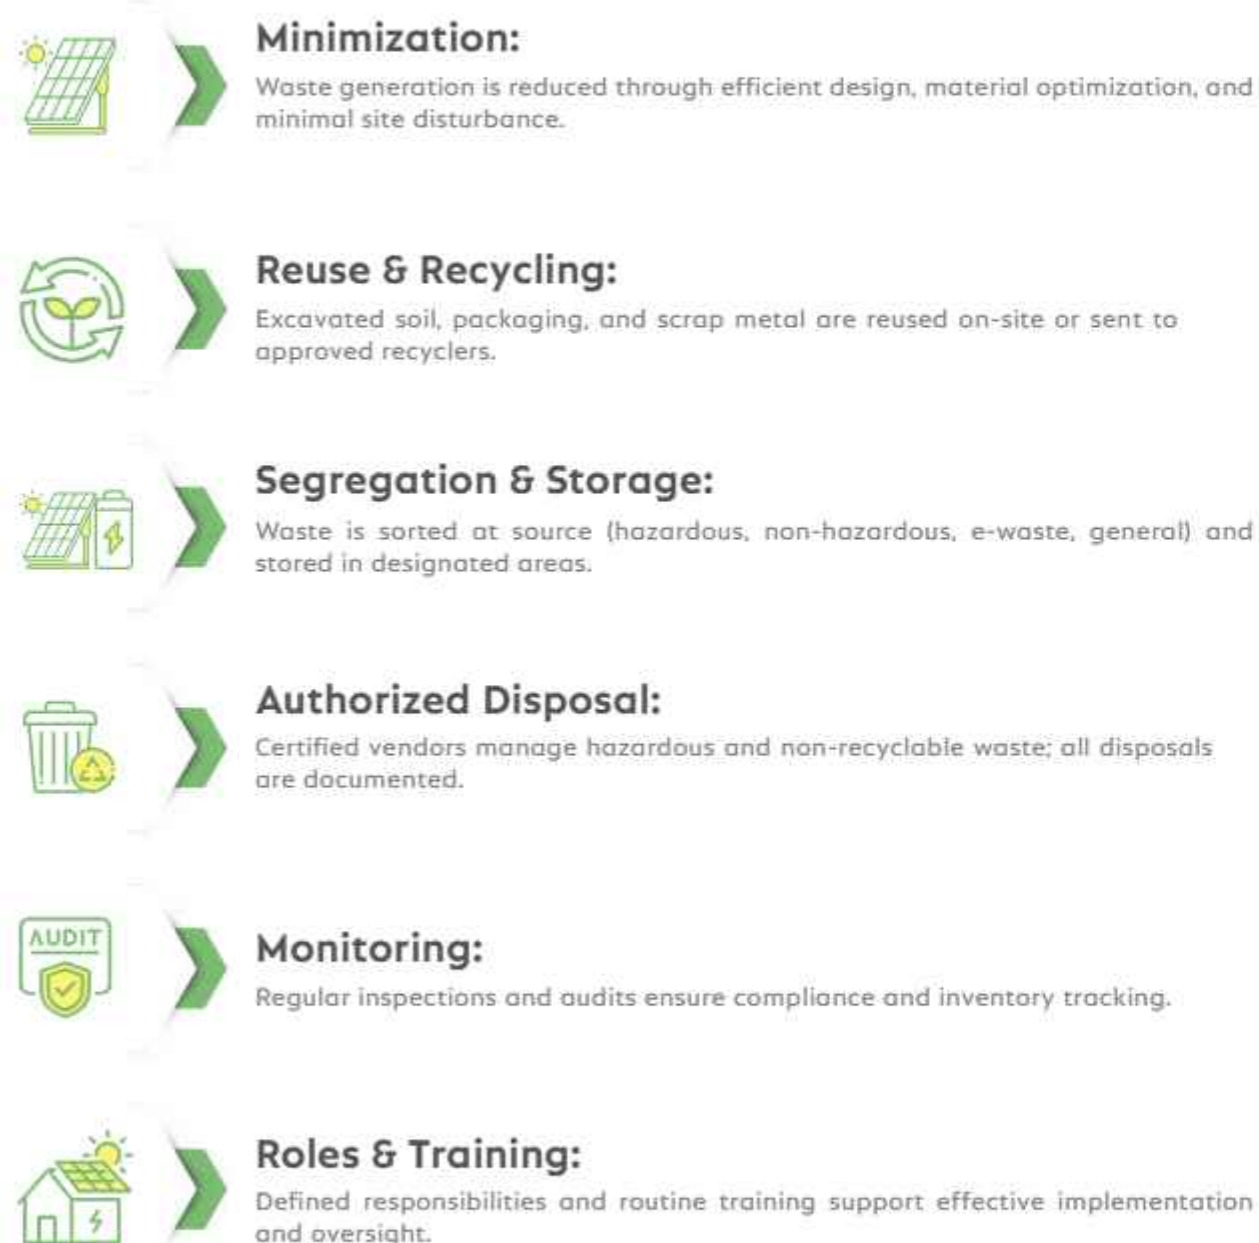 Minimization:
Waste generation is reduced through efficient design, material optimization, and
minimal site disturbance.
Reuse & Recycling:
Excavated soil, packaging, and scrap metal are reused on-site or sent to
approved recyclers.
Segregation & Storage:
Waste is sorted at source (hazardous, non-hazardous, e-waste, general) and
stored in designated areas.
Authorized Disposal:
Certified vendors manage hazardous and non-recyclable waste; all disposals
are documented.
AUDIT
Monitoring:
Regular inspections and audits ensure compliance and inventory tracking.
Roles & Training:
Defined responsibilities and routine training support effective implementation
and oversight.